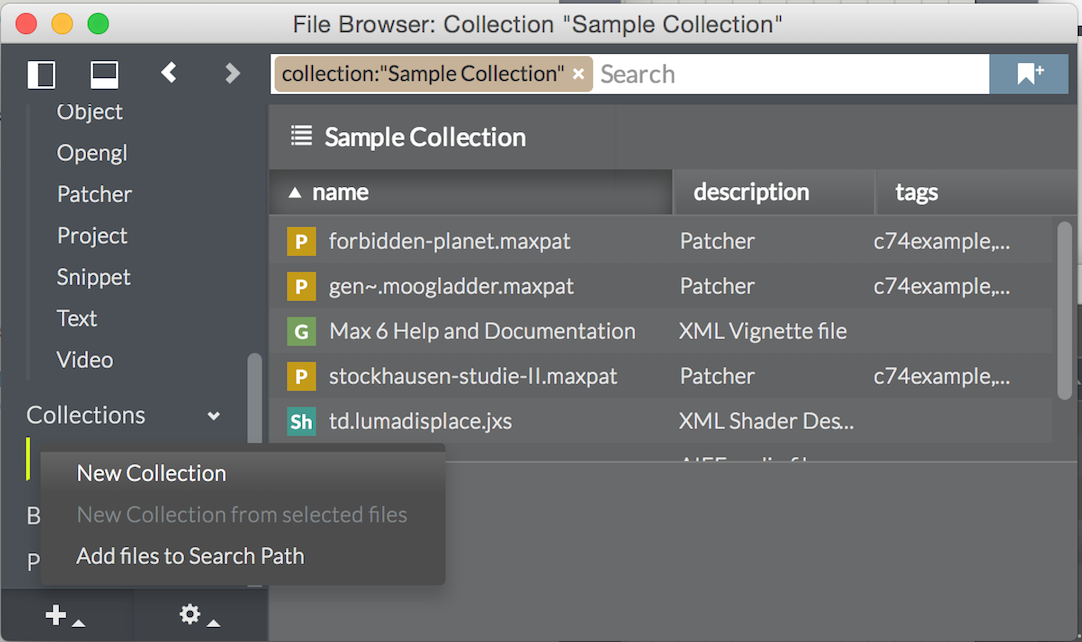 File Browser: Collection "Sample Collection"
collection:"Sample Collection" × Search
Object
Opengl
Patcher
Project
Snippet
Text
Video
Collections
B
P
Sample Collection
name description tags
P forbidden-planet.maxpat Patcher c74example,...
P gen~.moogladder.maxpat Patcher c74example,...
G Max 6 Help and Documentation XML Vignette file
P stockhausen-studie-II.maxpat Patcher c74example,...
Sh td.lumadisplace.jxs XML Shader Des...
New Collection
New Collection from selected files
Add files to Search Path